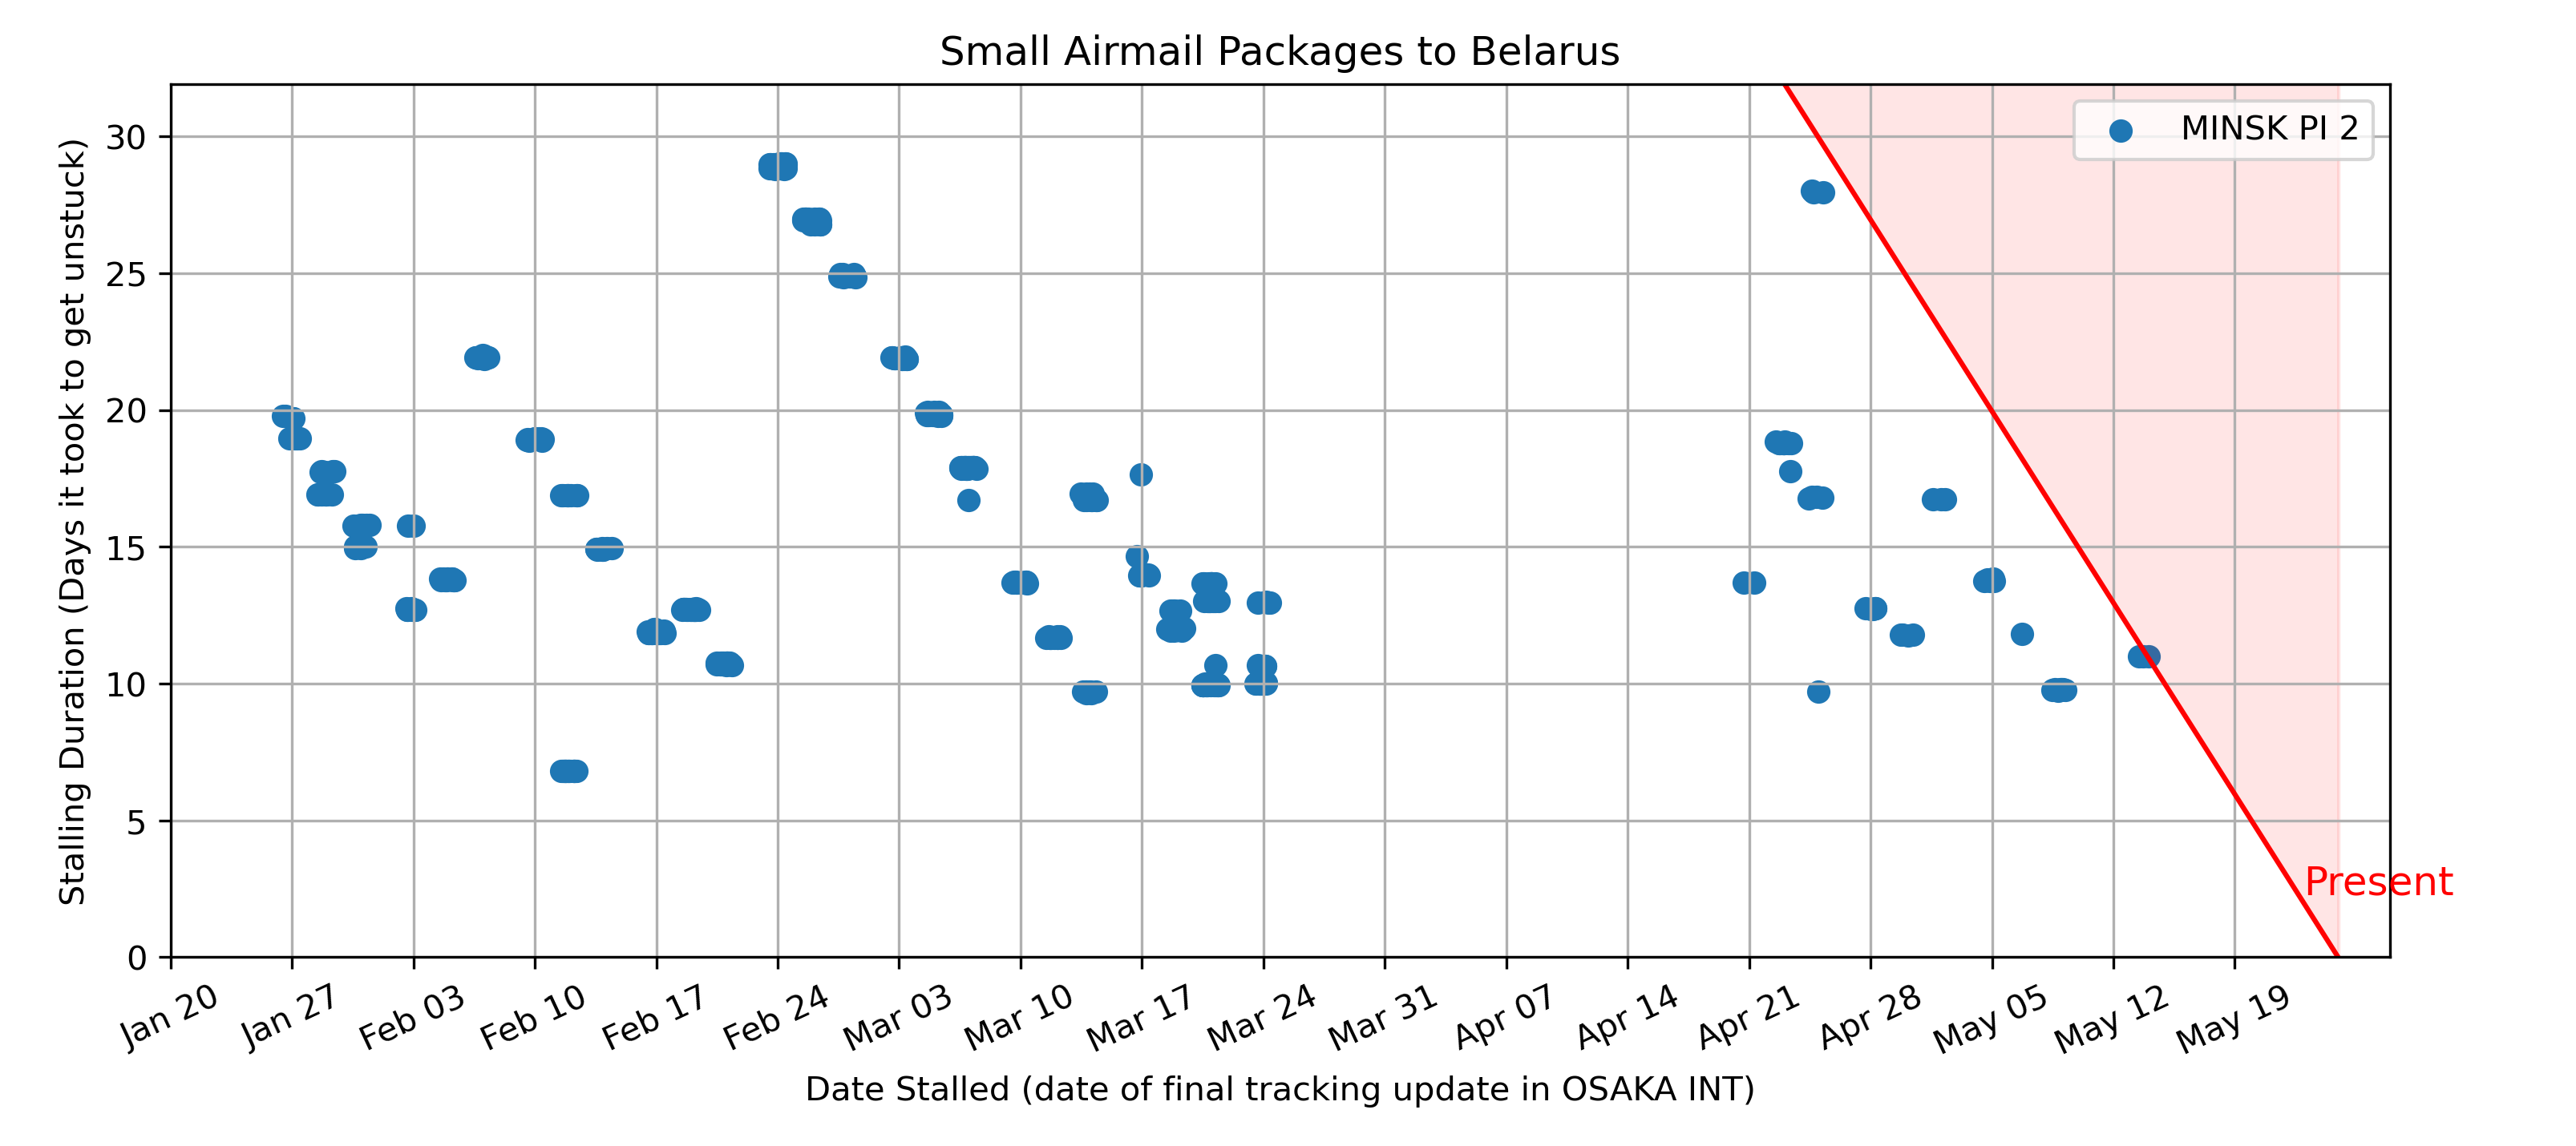 Small Airmail Packages to Belarus
MINSK PI 2
Stalling Duration (Days it took to get unstuck)
30
25
20
15
10
5
0
Present
Jan 20
Jan 27
Feb 03
Feb 10
Feb 17
Feb 24
Mar 03
Mar 10
Mar 17
Mar 24
Mar 31
Apr 07
Apr 14
Apr 21
Apr 28
May 05
May 12
May 19
Date Stalled (date of final tracking update in OSAKA INT)